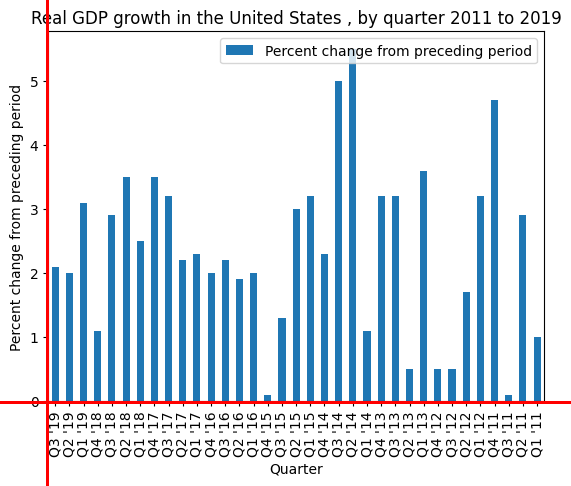 Real GDP growth in the United States , by quarter 2011 to 2019
Percent change from preceding period
Percent change from preceding period
5
4
3
2
1
0
Q3 '19
Q2 '19
Q1 '19
Q4 '18
Q3 '18
Q2 '18
Q1 '18
Q4 '17
Q3 '17
Q2 '17
Q1 '17
Q4 '16
Q3 '16
Q2 '16
Q1 '16
Q4 '15
Q3 '15
Q2 '15
Q1 '15
Q4 '14
Q3 '14
Q2 '14
Q1 '14
Q4 '13
Q3 '13
Q2 '13
Q1 '13
Q4 '12
Q3 '12
Q2 '12
Q1 '12
Q4 '11
Q3 '11
Q2 '11
Q1 '11
Quarter